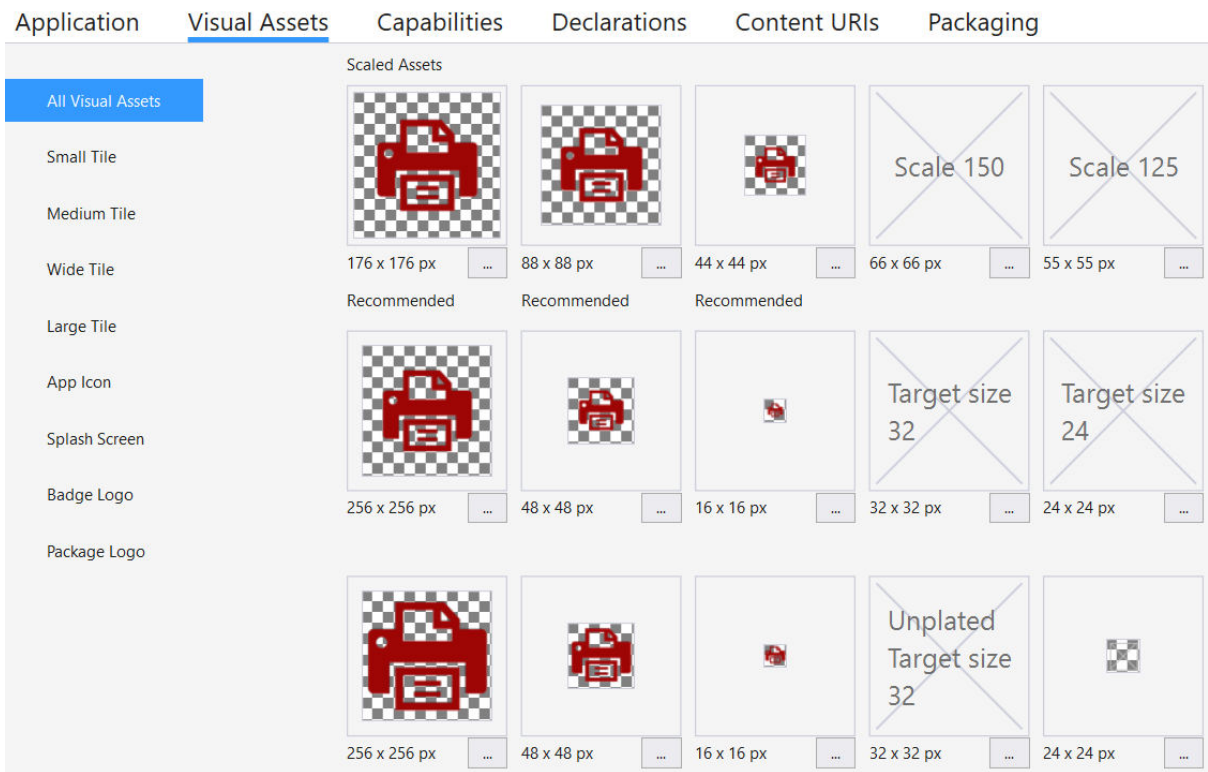 Application Visual Assets Capabilities Declarations Content URIs Packaging
All Visual Assets
Small Tile
Medium Tile
Wide Tile
Large Tile
App Icon
Splash Screen
Badge Logo
Package Logo
Scaled Assets
Scale 150
Scale 125
176 x 176 px ... 88 x 88 px ... 44 x 44 px ... 66 x 66 px ... 55 x 55 px ...
Recommended Recommended Recommended
Target size
32
Target size
24
256 x 256 px ... 48 x 48 px ... 16 x 16 px ... 32 x 32 px ... 24 x 24 px ...
Unplated
Target size
32
256 x 256 px ... 48 x 48 px ... 16 x 16 px ... 32 x 32 px ... 24 x 24 px ...